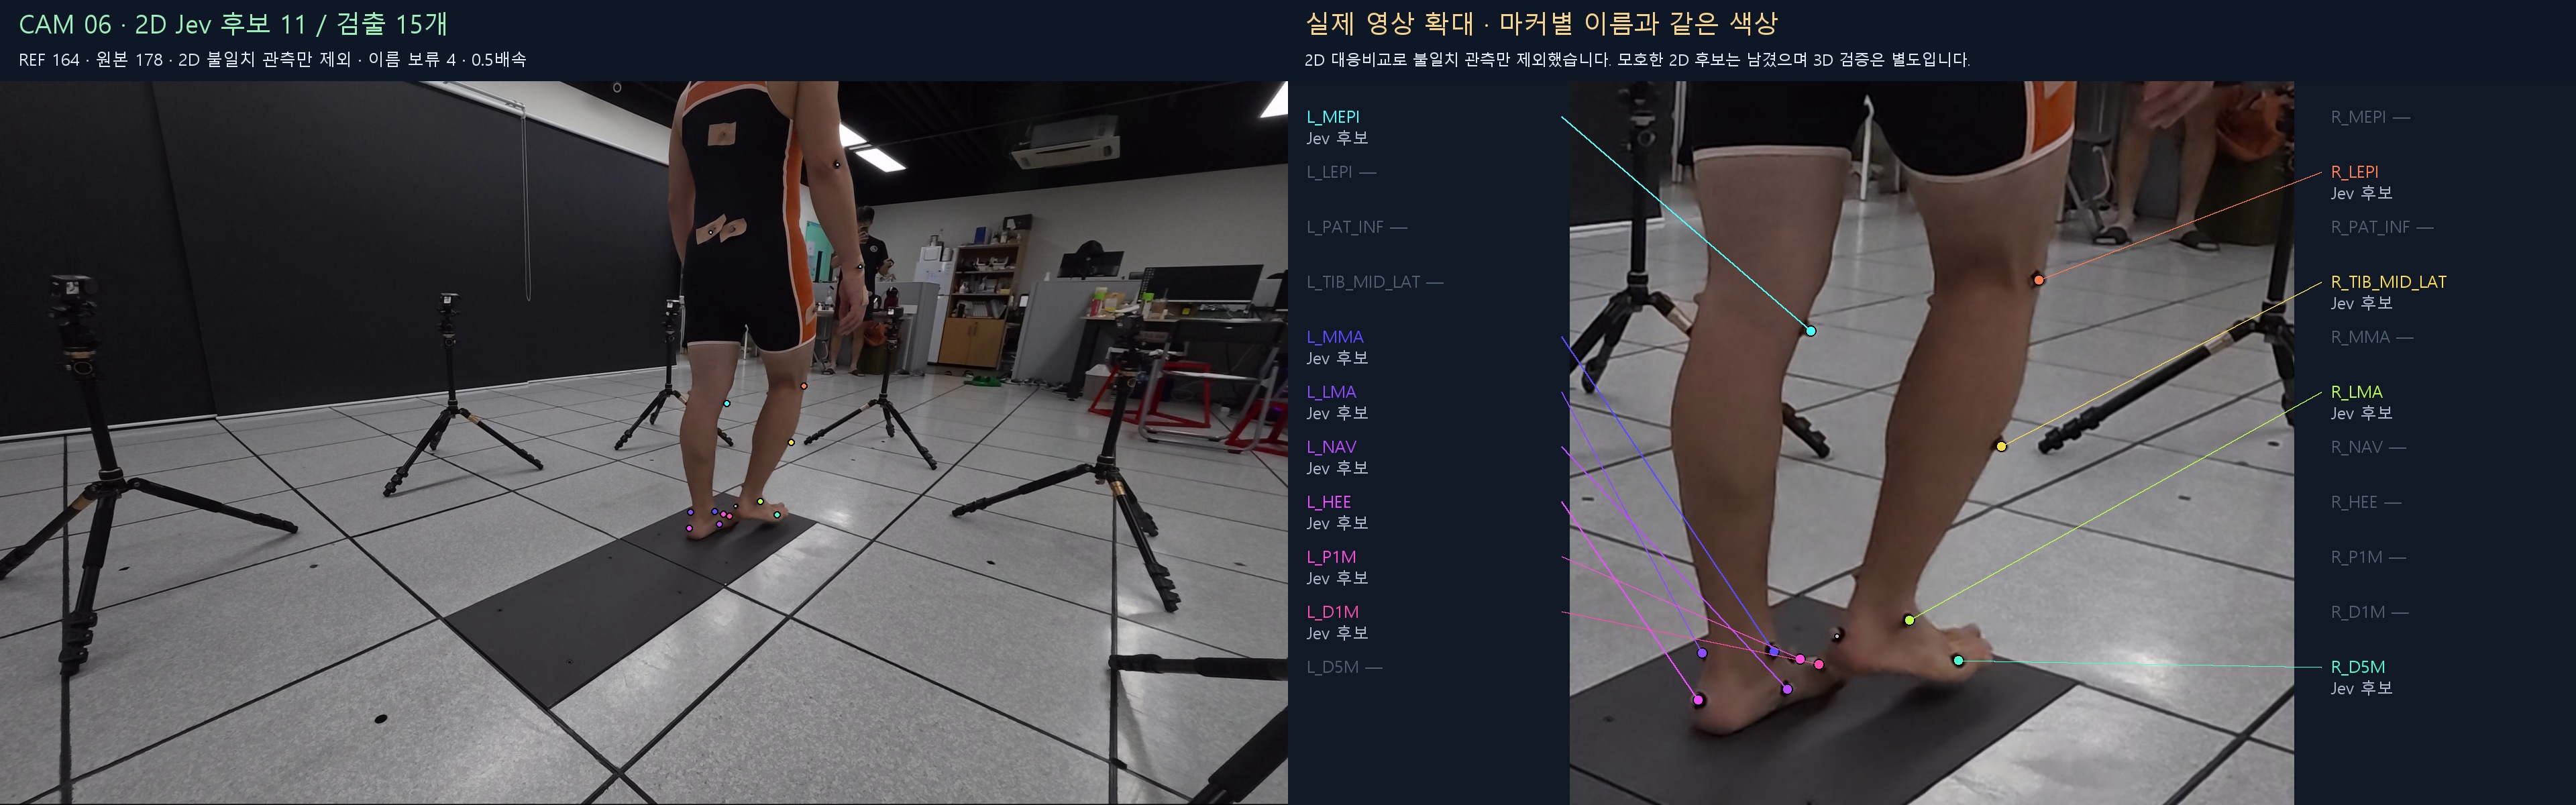 CAM 06 · 2D Jev 후보 11 / 검출 15개
REF 164 · 원본 178 · 2D 불일치 관측만 제외 · 이름 보류 4 · 0.5배속
실제 영상 확대 · 마커별 이름과 같은 색상
2D 대응비교로 불일치 관측만 제외했습니다. 모호한 2D 후보는 남겼으며 3D 검증은 별도입니다.
L_MEPI
Jev 후보
L_LEPI —
L_PAT_INF —
L_TIB_MID_LAT —
L_MMA
Jev 후보
L_LMA
Jev 후보
L_NAV
Jev 후보
L_HEE
Jev 후보
L_P1M
Jev 후보
L_D1M
Jev 후보
L_D5M —
R_MEPI —
R_LEPI
Jev 후보
R_PAT_INF —
R_TIB_MID_LAT
Jev 후보
R_MMA —
R_LMA
Jev 후보
R_NAV —
R_HEE —
R_P1M —
R_D1M —
R_D5M
Jev 후보